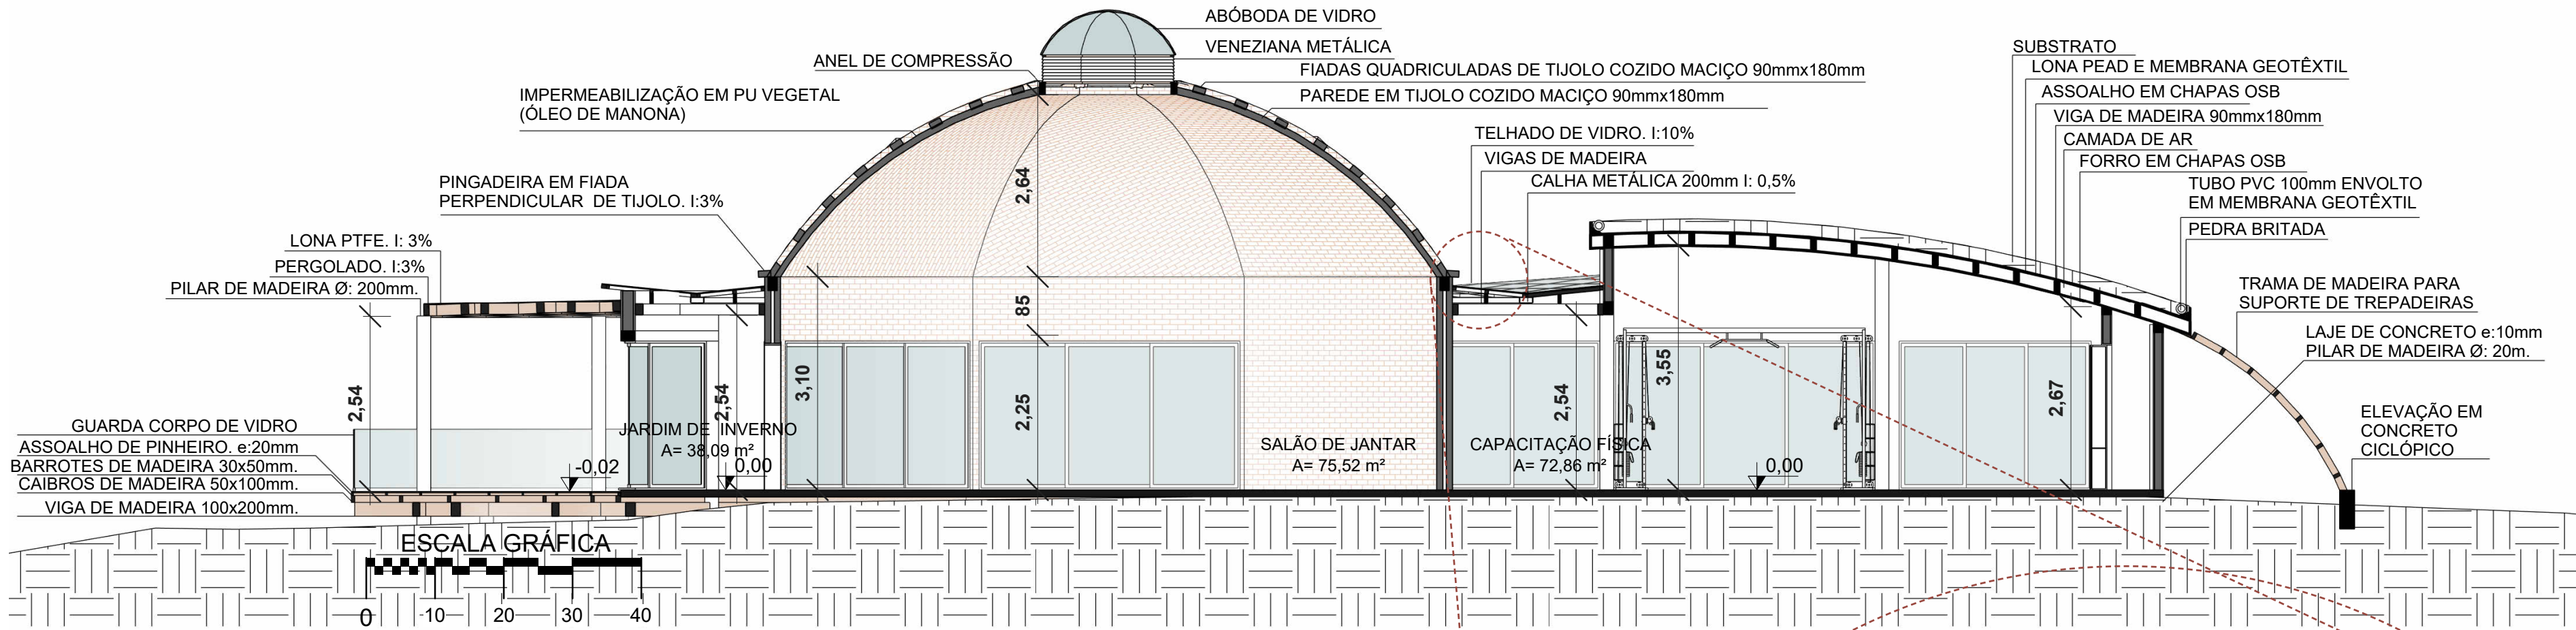 ABÓBODA DE VIDRO
VENEZIANA METÁLICA
ANEL DE COMPRESSÃO
FIADAS QUADRICULADAS DE TIJOLO COZIDO MACIÇO 90mmx180mm
PAREDE EM TIJOLO COZIDO MACIÇO 90mmx180mm
IMPERMEABILIZAÇÃO EM PU VEGETAL
(ÓLEO DE MANONA)
TELHADO DE VIDRO. I:10%
VIGAS DE MADEIRA
CALHA METÁLICA 200mm I: 0,5%
PINGADEIRA EM FIADA
PERPENDICULAR DE TIJOLO. I:3%
LONA PTFE. I: 3%
PERGOLADO. I:3%
PILAR DE MADEIRA Ø: 200mm.
SUBSTRATO
LONA PEAD E MEMBRANA GEOTÊXTIL
ASSOALHO EM CHAPAS OSB
VIGA DE MADEIRA 90mmx180mm
CAMADA DE AR
FORRO EM CHAPAS OSB
TUBO PVC 100mm ENVOLTO
EM MEMBRANA GEOTÊXTIL
PEDRA BRITADA
TRAMA DE MADEIRA PARA
SUPORTE DE TREPADEIRAS
LAJE DE CONCRETO e:10mm
PILAR DE MADEIRA Ø: 20m.
ELEVAÇÃO EM
CONCRETO
CICLÓPICO
GUARDA CORPO DE VIDRO
ASSOALHO DE PINHEIRO. e:20mm
BARROTES DE MADEIRA 30x50mm.
CAIBROS DE MADEIRA 50x100mm.
VIGA DE MADEIRA 100x200mm.
2,54
-0,02
JARDIM DE INVERNO
A= 38,09 m²
2,54
0,00
3,10
2,64
85
2,25
SALÃO DE JANTAR
A= 75,52 m²
CAPACITAÇÃO FÍSICA
A= 72,86 m²
2,54
3,55
0,00
2,67
ESCALA GRÁFICA
0 10 20 30 40